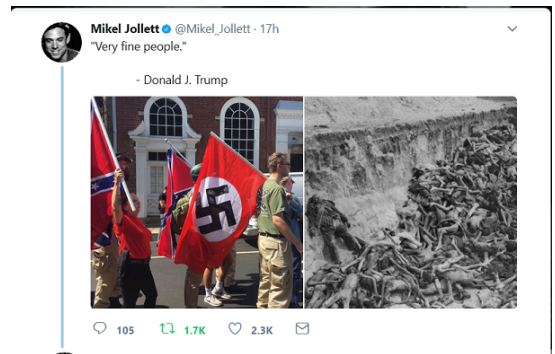 Mikel Jollett @Mikel_Jollett · 17h
"Very fine people."
- Donald J. Trump
105 1.7K 2.3K